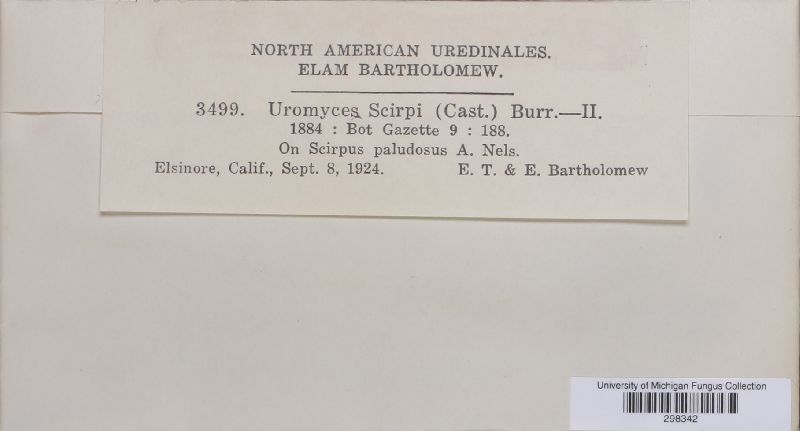 NORTH AMERICAN UREDINALES.
ELAM BARTHOLOMEW.
3499. Uromyces Scirpi (Cast.) Burr.—II.
1884 : Bot Gazette 9 : 188.
On Scirpus paludosus A. Nels.
Elsinore, Calif., Sept. 8, 1924. E. T. & E. Bartholomew
University of Michigan Fungus Collection
298342